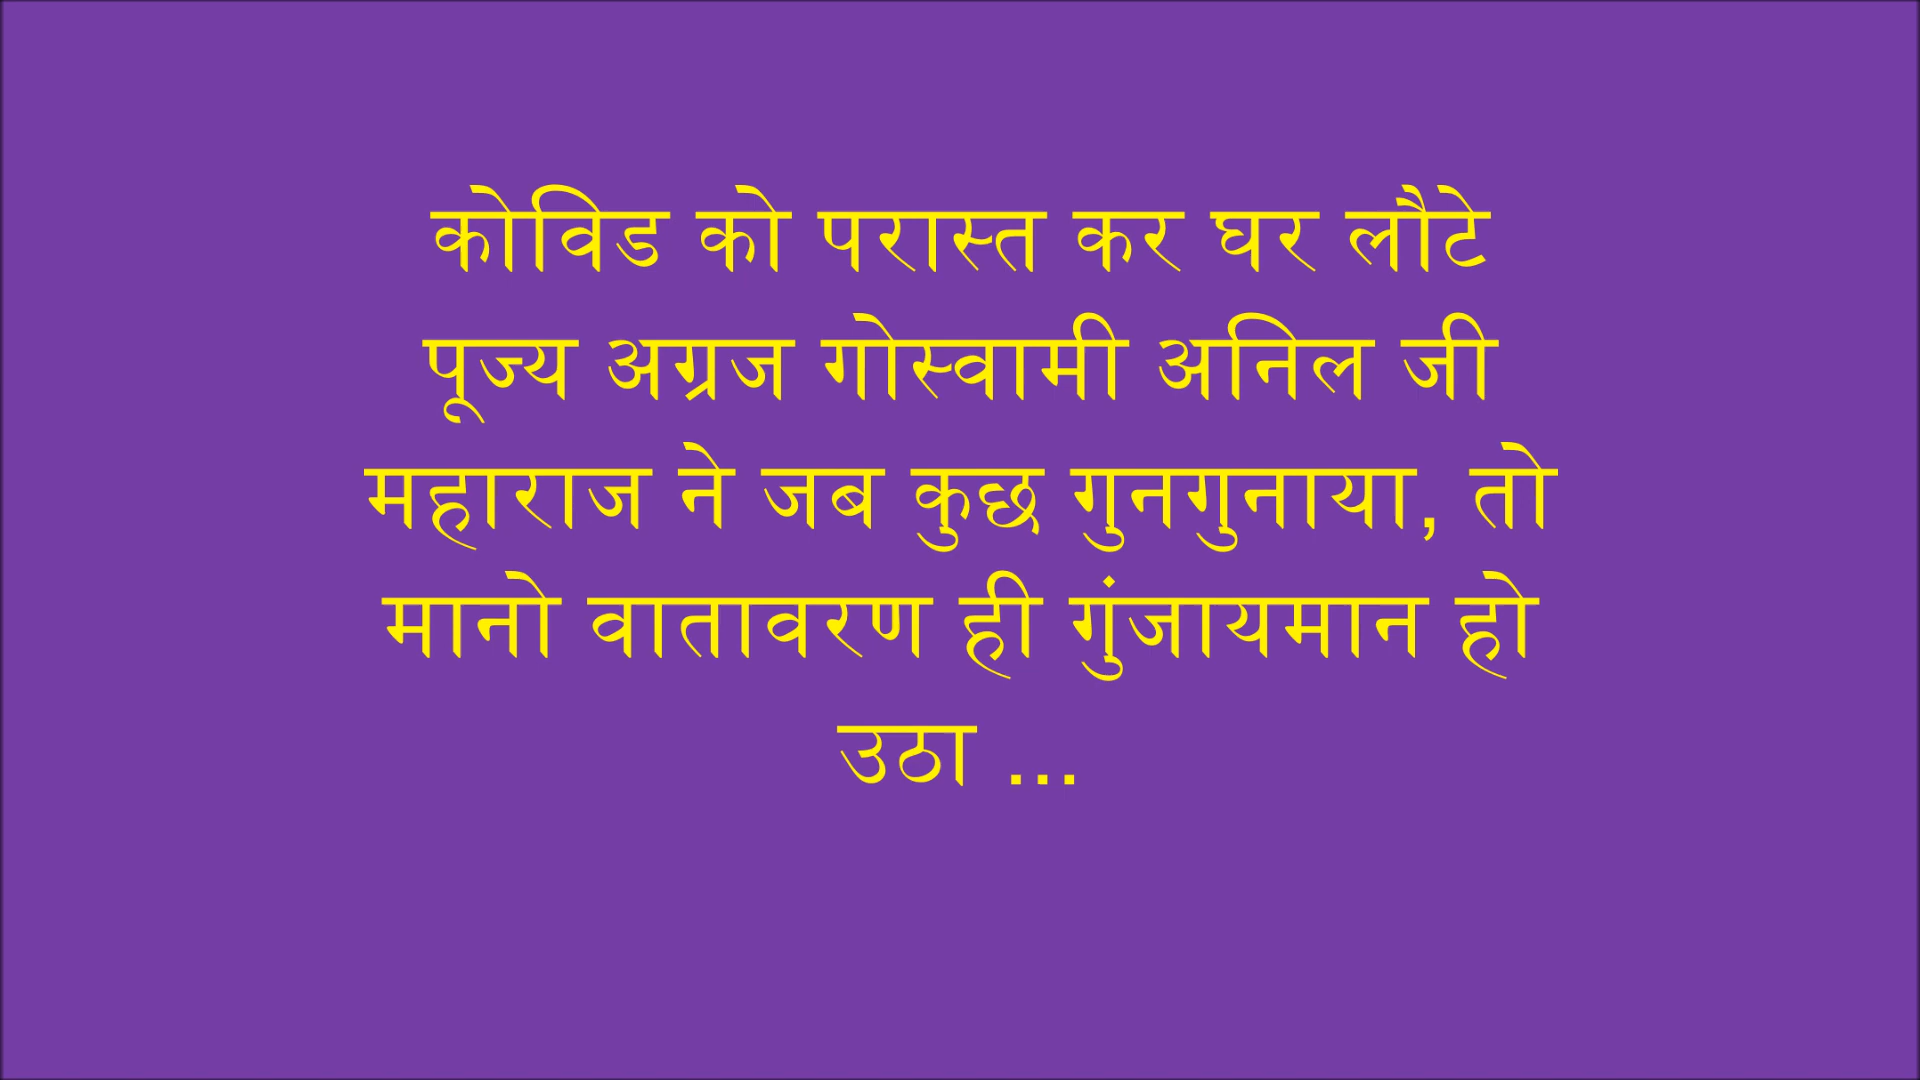 कोविड को परास्त कर घर लौटे
पूज्य अग्रज गोस्वामी अनिल जी
महाराज ने जब कुछ गुनगुनाया, तो
मानो वातावरण ही गुंजायमान हो
उठा ...